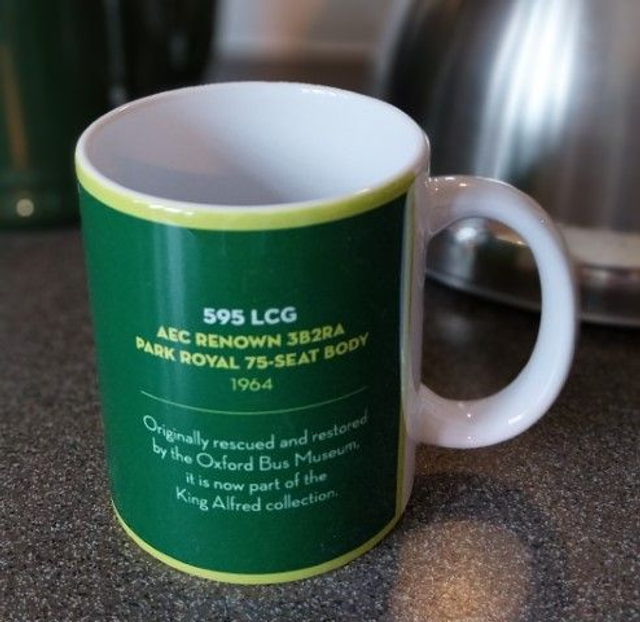 595 LCG
AEC RENOWN 3B2RA
PARK ROYAL 75-SEAT BODY
1964
Originally rescued and restored
by the Oxford Bus Museum,
it is now part of the
King Alfred collection.